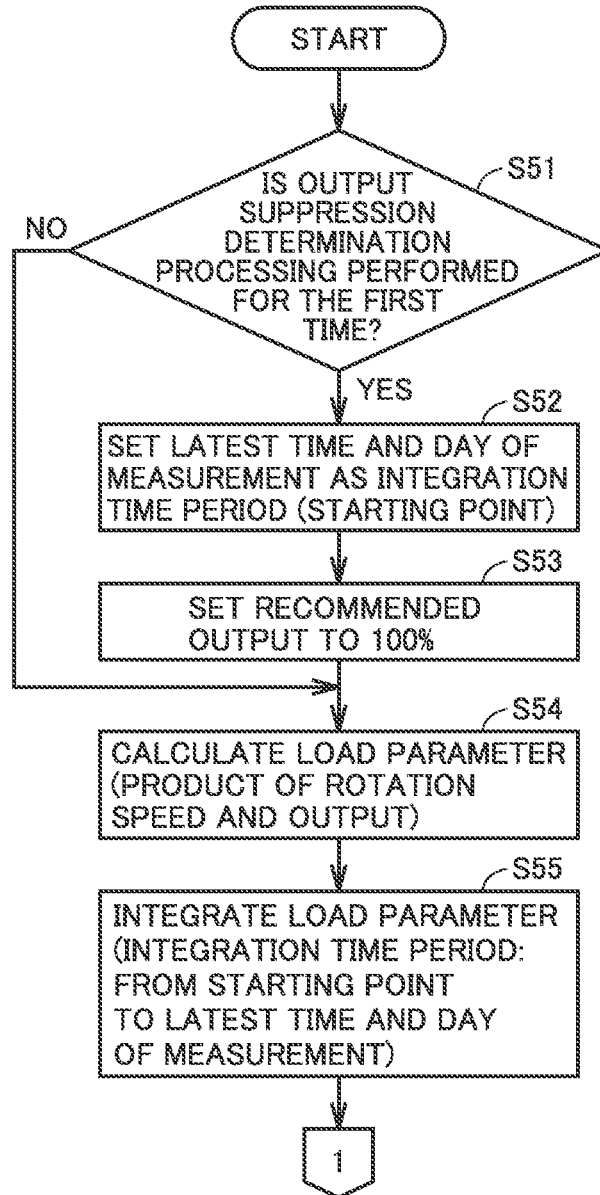 START
S51
IS OUTPUT
SUPPRESSION
DETERMINATION
PROCESSING PERFORMED
FOR THE FIRST
TIME?
NO
YES
S52
SET LATEST TIME AND DAY OF
MEASUREMENT AS INTEGRATION
TIME PERIOD (STARTING POINT)
S53
SET RECOMMENDED
OUTPUT TO 100%
S54
CALCULATE LOAD PARAMETER
(PRODUCT OF ROTATION
SPEED AND OUTPUT)
S55
INTEGRATE LOAD PARAMETER
(INTEGRATION TIME PERIOD:
FROM STARTING POINT
TO LATEST TIME AND DAY
OF MEASUREMENT)
1